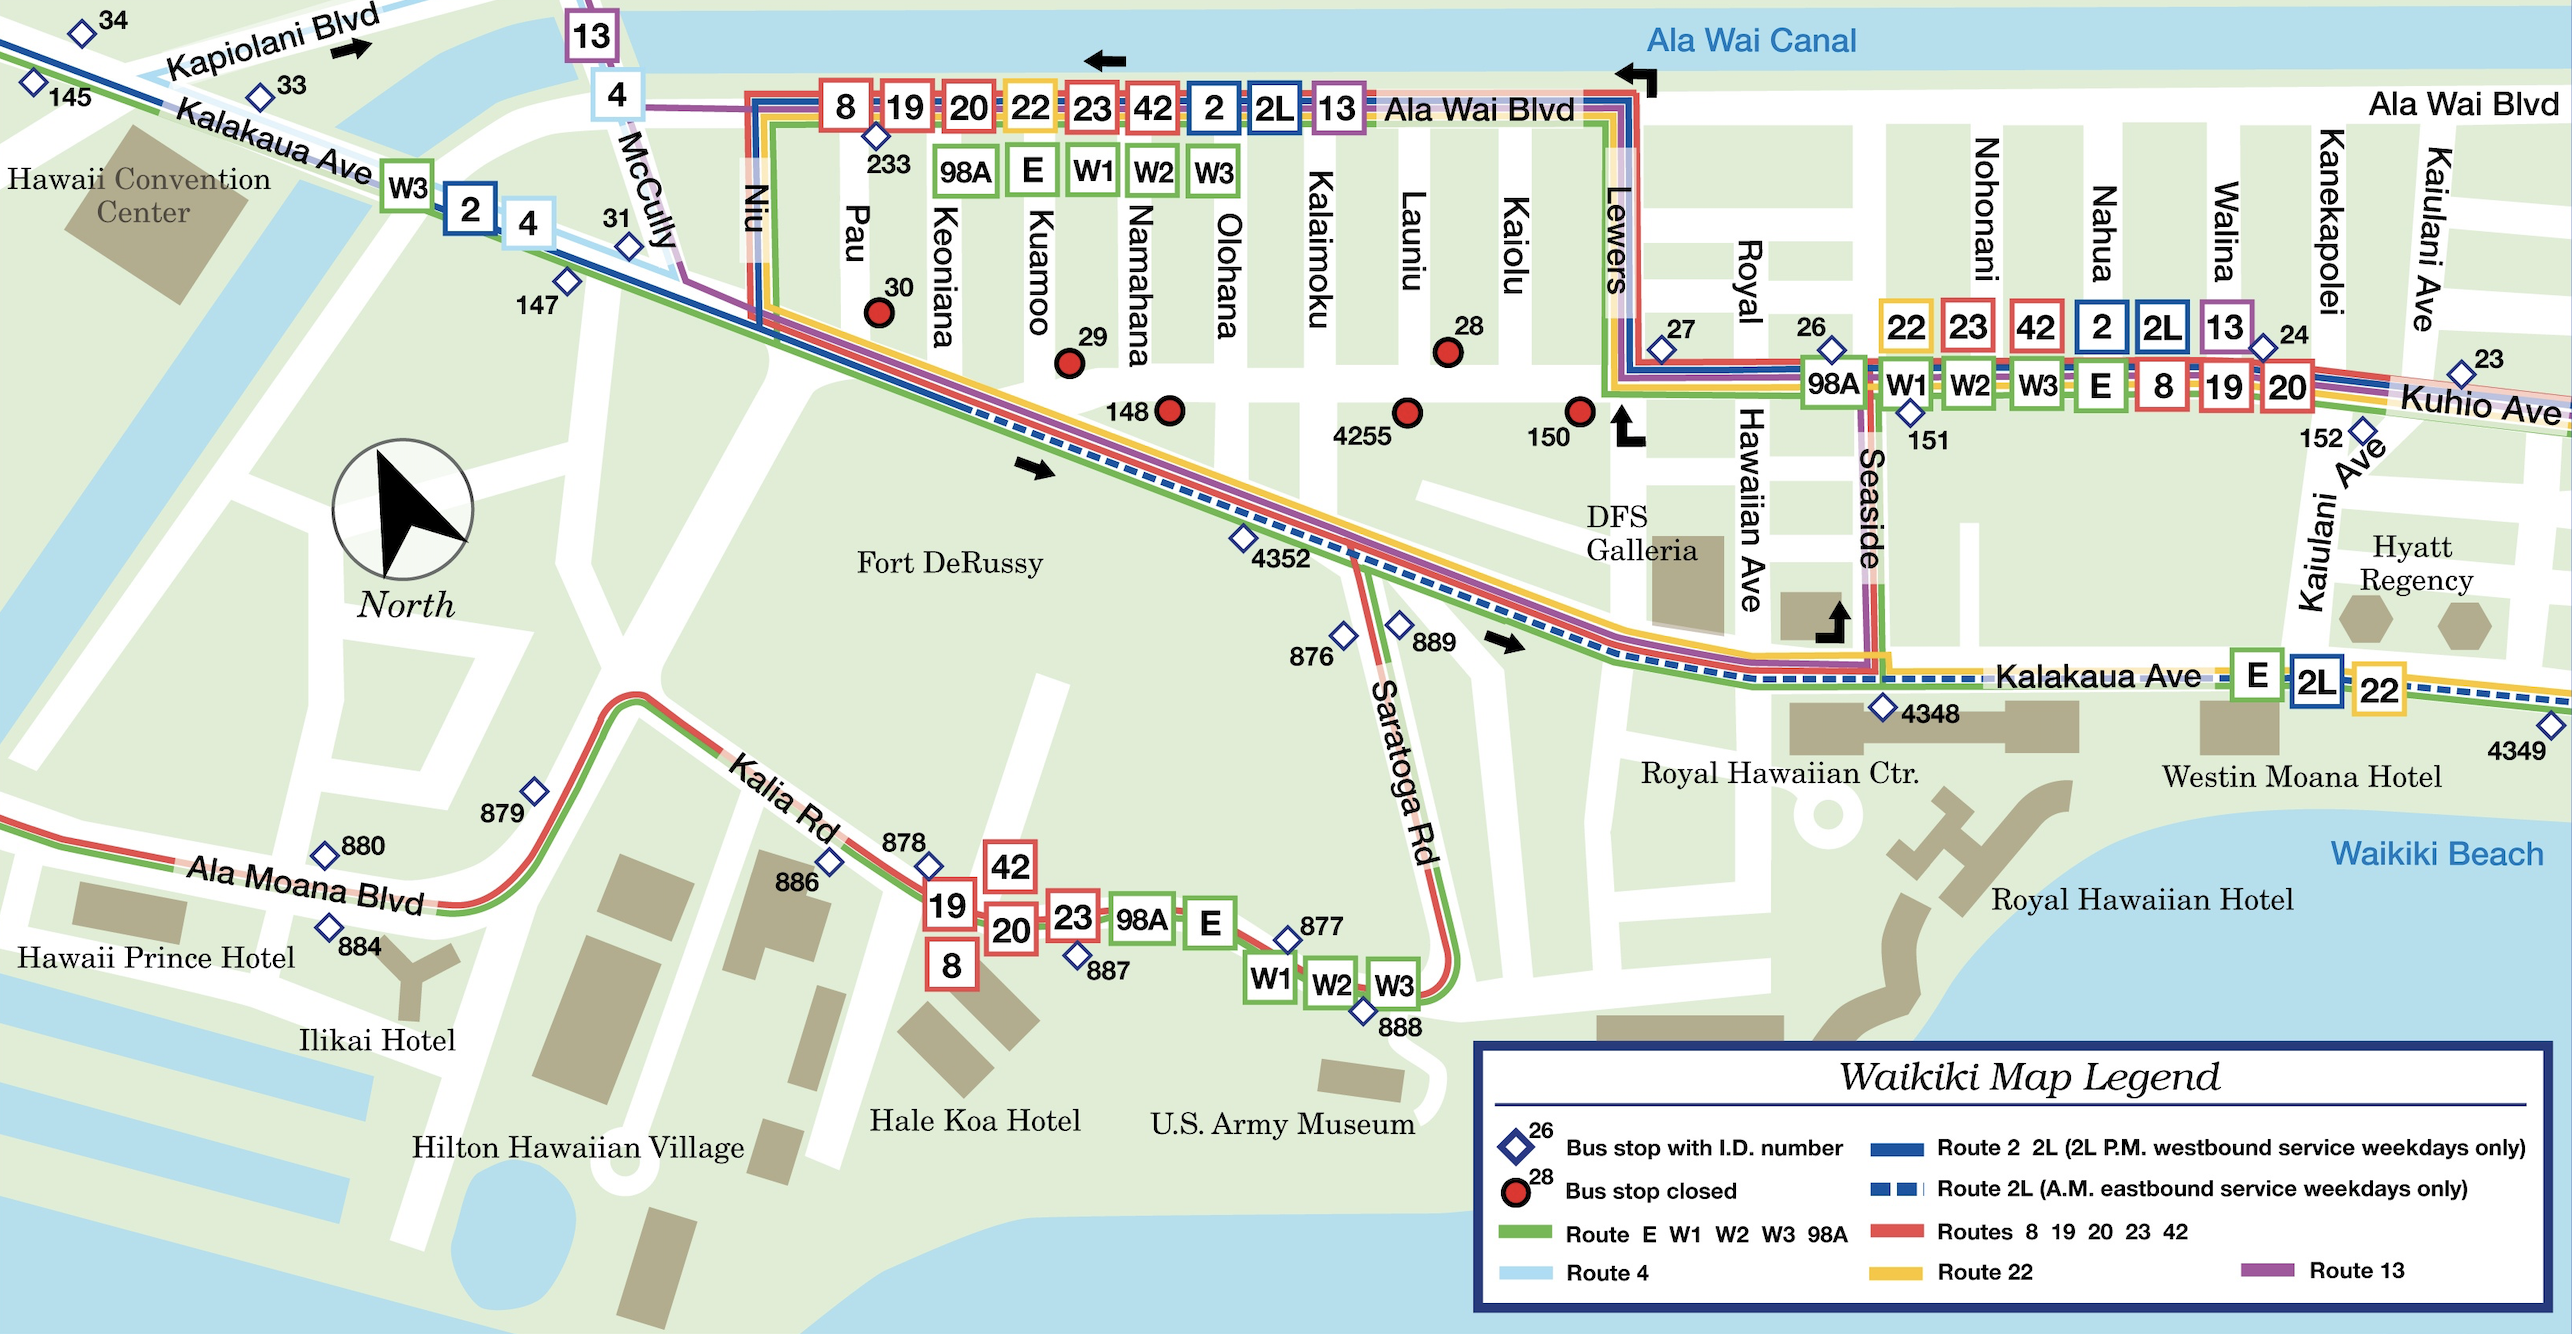 34
Kapiolani Blvd
145
33
Kalakaua Ave
Hawaii Convention
Center
13
4
McCully
W3
2
4
31
147
Ala Wai Canal
8
19
20
22
23
42
2
2L
13
Ala Wai Blvd
Ala Wai Blvd
233
98A
E
W1
W2
W3
Niu
Pau
Keoniana
Kuamoo
Namahana
Olohana
Kalaimoku
Launiu
Kaiolu
Lewers
Royal
Nohonani
Nahua
Walina
Kanekapolei
Kaiulani Ave
30
29
28
27
26
148
4255
150
22
23
42
2
2L
13
24
98A
W1
W2
W3
E
8
19
20
23
Kuhio Ave
151
152
Kaiulani Ave
Hawaiian Ave
Seaside
DFS
Galleria
Hyatt
Regency
North
Fort DeRussy
4352
876
889
Saratoga Rd
Kalakaua Ave
E
2L
22
4348
4349
Royal Hawaiian Ctr.
Westin Moana Hotel
Waikiki Beach
Royal Hawaiian Hotel
879
880
Ala Moana Blvd
884
Hawaii Prince Hotel
Ilikai Hotel
Kalia Rd
886
878
19
42
20
8
23
98A
E
887
877
W1
W2
W3
888
Hilton Hawaiian Village
Hale Koa Hotel
U.S. Army Museum
Waikiki Map Legend
26
Bus stop with I.D. number
Route 2 2L (2L P.M. westbound service weekdays only)
28
Bus stop closed
Route 2L (A.M. eastbound service weekdays only)
Route E W1 W2 W3 98A
Routes 8 19 20 23 42
Route 4
Route 22
Route 13